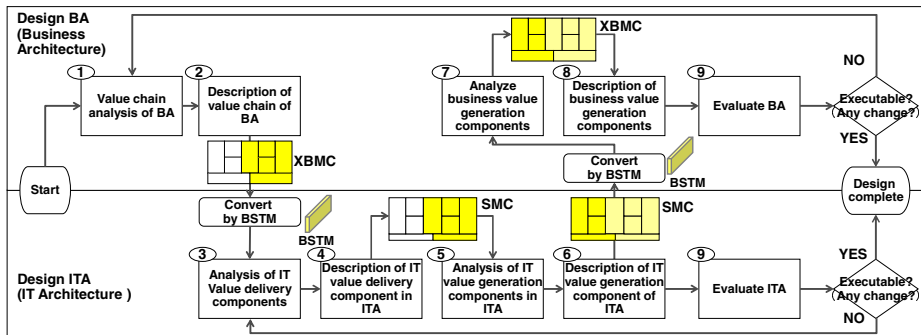 Design BA
(Business
Architecture)
XBMC
NO
1
2
7
8
9
Value chain
analysis of BA
Description of
value chain of
BA
Analyze
business value
generation
components
Description of
business value
generation
components
Evaluate BA
Executable?
(Any change?)
YES
XBMC
Convert
by BSTM
BSTM
Start
Design
complete
Convert
by BSTM
BSTM
SMC
SMC
YES
3
4
5
6
9
Design ITA
(IT Architecture )
Analysis of IT
Value delivery
components
Description of IT
value delivery
component in
ITA
Analysis of IT
value generation
components in
ITA
Description of IT
value generation
component of
ITA
Evaluate ITA
Executable?
(Any change?)
NO